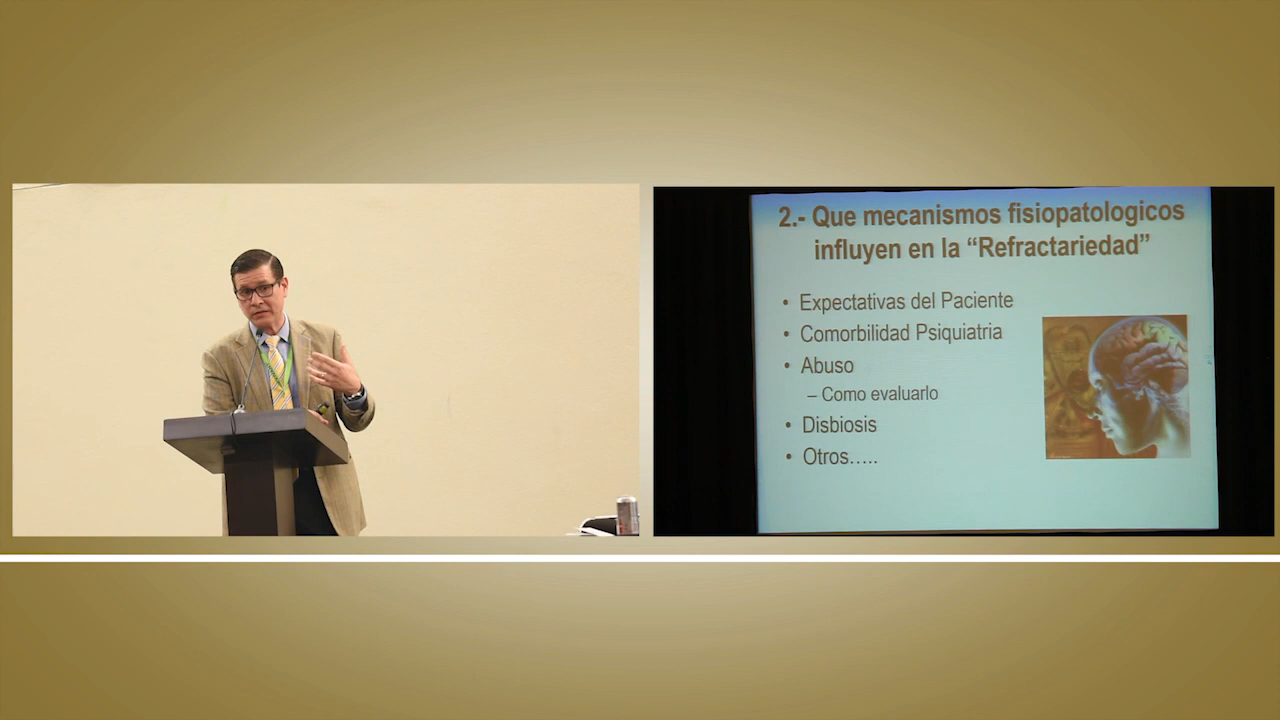 2.- Que mecanismos fisiopatologicos
influyen en la “Refractariedad”
• Expectativas del Paciente
• Comorbilidad Psiquiatria
• Abuso
– Como evaluarlo
• Disbiosis
• Otros…..